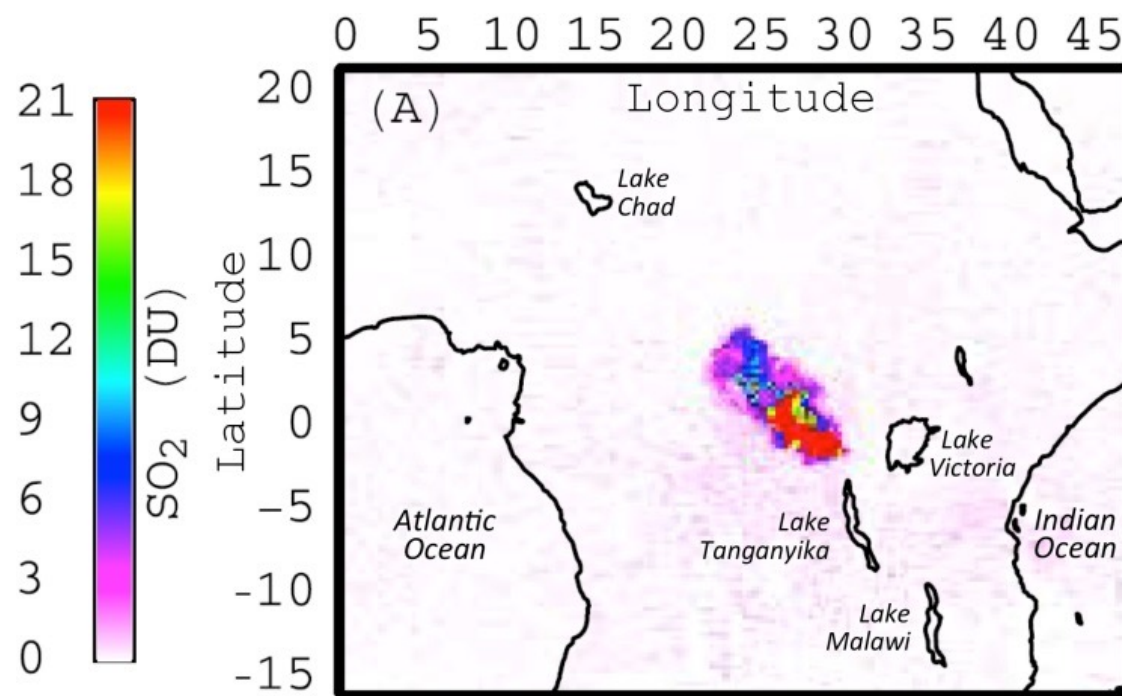 0 5 10 15 20 25 30 35 40 45
Longitude
(A)
21
18
15
12
9
6
3
0
SO2 (DU)
Latitude
20
15
10
5
0
-5
-10
-15
Lake
Chad
Lake
Victoria
Lake
Tanganyika
Lake
Malawi
Atlantic
Ocean
Indian
Ocean